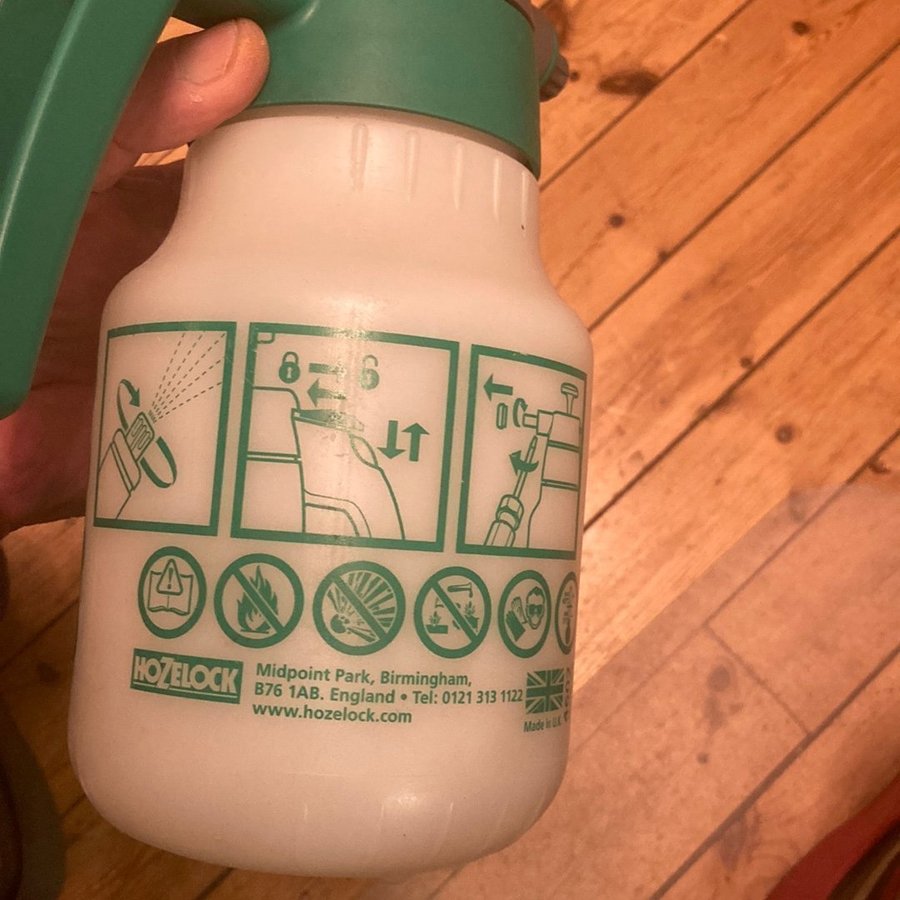 HOZELOCK
Midpoint Park, Birmingham,
B76 1AB. England • Tel: 0121 313 1122
www.hozelock.com
Made in U.K.